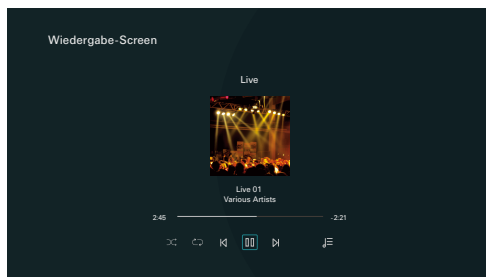 Wiedergabe-Screen
Live
Live 01
Various Artists
2:45
-2:21